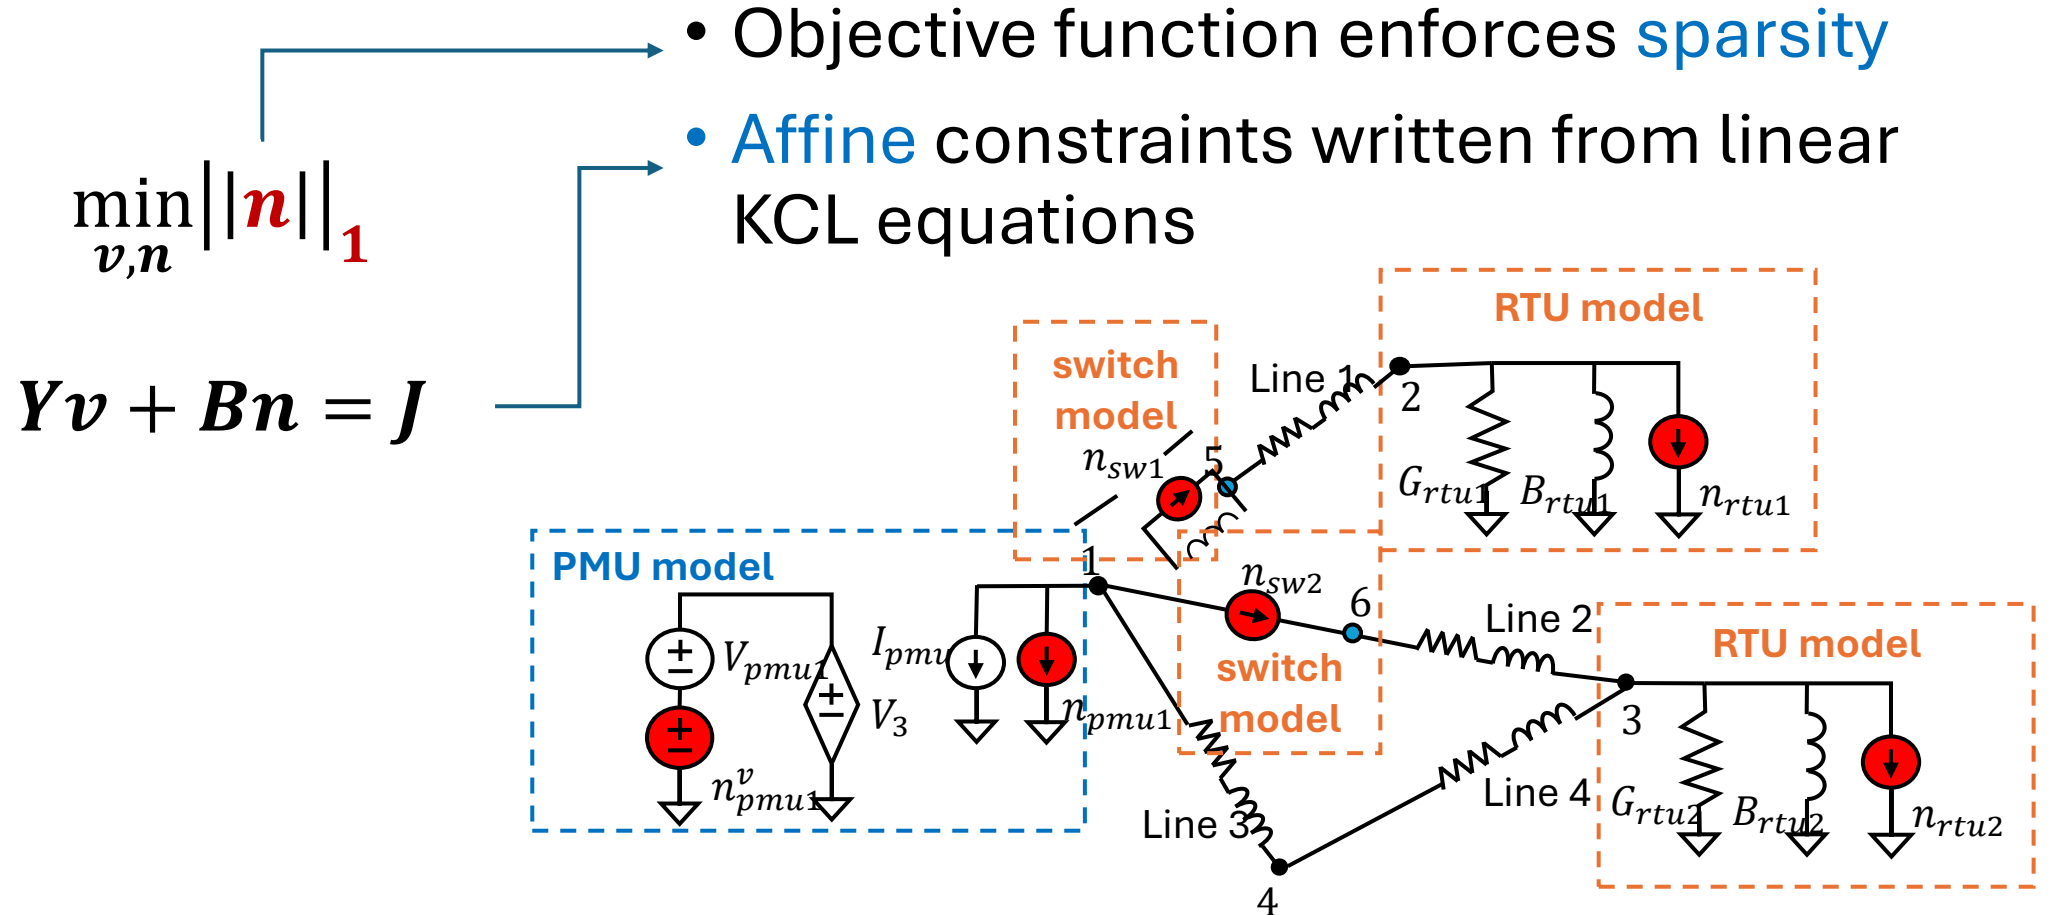 • Objective function enforces sparsity
• Affine constraints written from linear
KCL equations
min||n||₁
v,n
Yv + Bn = J
RTU model
switch
model
Line 1
2
n_sw1
5
G_rtu1
B_rtu1
n_rtu1
PMU model
1
n_sw2
6
Line 2
RTU model
V_pmu1
I_pmu
switch
model
V_3
n_pmu1
3
n^v_pmu1
Line 3
Line 4
G_rtu2
B_rtu2
n_rtu2
4